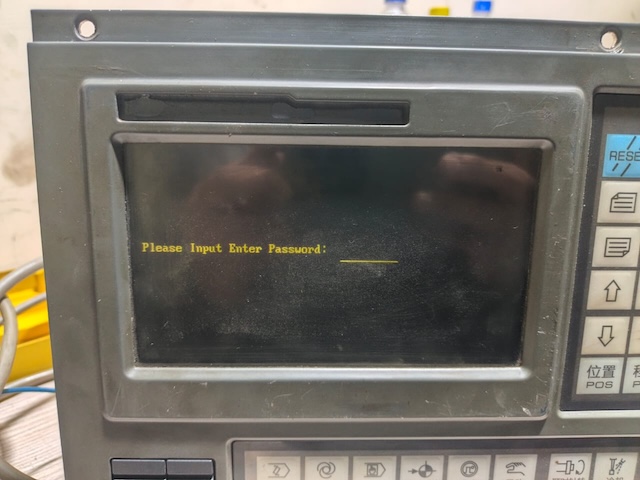 Please Input Enter Password:
RESE
位置
POS